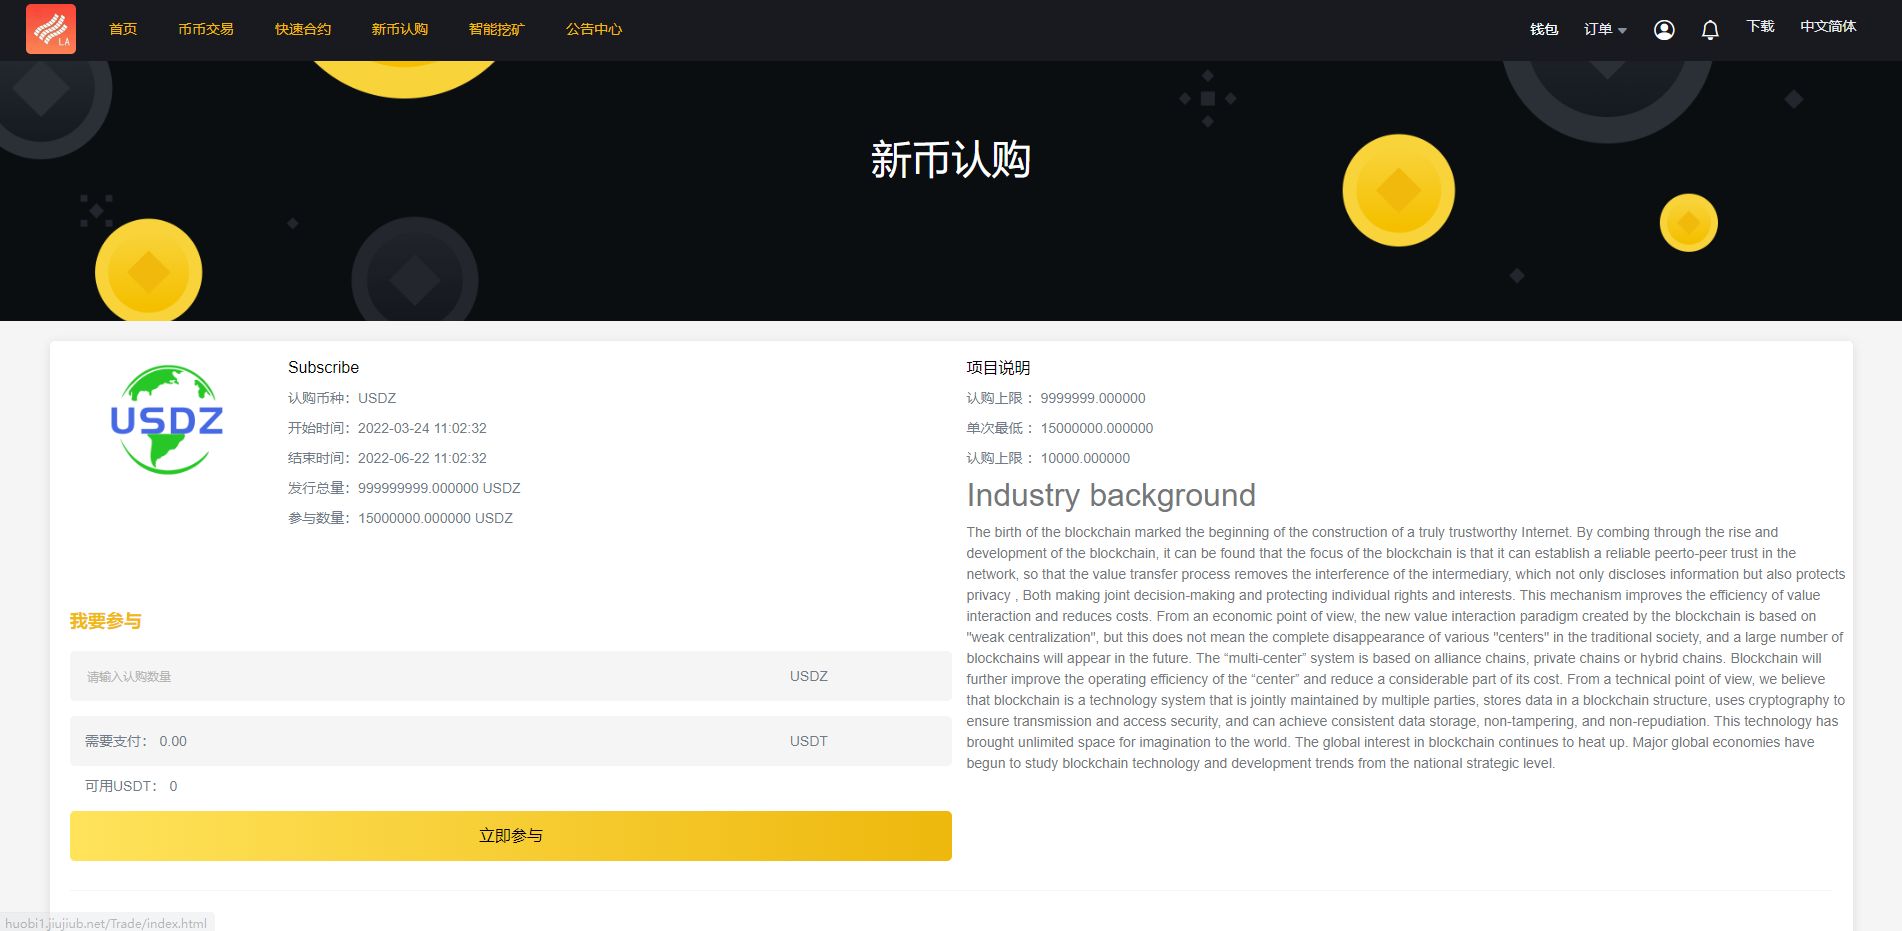 LA
首页
币币交易
快速合约
新币认购
智能挖矿
公告中心
钱包
订单
下载
中文简体
新币认购
USDZ
Subscribe
认购币种：USDZ
开始时间：2022-03-24 11:02:32
结束时间：2022-06-22 11:02:32
发行总量：999999999.000000 USDZ
参与数量：15000000.000000 USDZ
我要参与
请输入认购数量
USDZ
需要支付： 0.00
USDT
可用USDT： 0
立即参与
项目说明
认购上限： 9999999.000000
单次最低： 15000000.000000
认购上限： 10000.000000
Industry background
The birth of the blockchain marked the beginning of the construction of a truly trustworthy Internet. By combing through the rise and
development of the blockchain, it can be found that the focus of the blockchain is that it can establish a reliable peerto-peer trust in the
network, so that the value transfer process removes the interference of the intermediary, which not only discloses information but also protects
privacy , Both making joint decision-making and protecting individual rights and interests. This mechanism improves the efficiency of value
interaction and reduces costs. From an economic point of view, the new value interaction paradigm created by the blockchain is based on
"weak centralization", but this does not mean the complete disappearance of various "centers" in the traditional society, and a large number of
blockchains will appear in the future. The “multi-center” system is based on alliance chains, private chains or hybrid chains. Blockchain will
further improve the operating efficiency of the “center” and reduce a considerable part of its cost. From a technical point of view, we believe
that blockchain is a technology system that is jointly maintained by multiple parties, stores data in a blockchain structure, uses cryptography to
ensure transmission and access security, and can achieve consistent data storage, non-tampering, and non-repudiation. This technology has
brought unlimited space for imagination to the world. The global interest in blockchain continues to heat up. Major global economies have
begun to study blockchain technology and development trends from the national strategic level.
huobi1.jiujiub.net/Trade/index.html